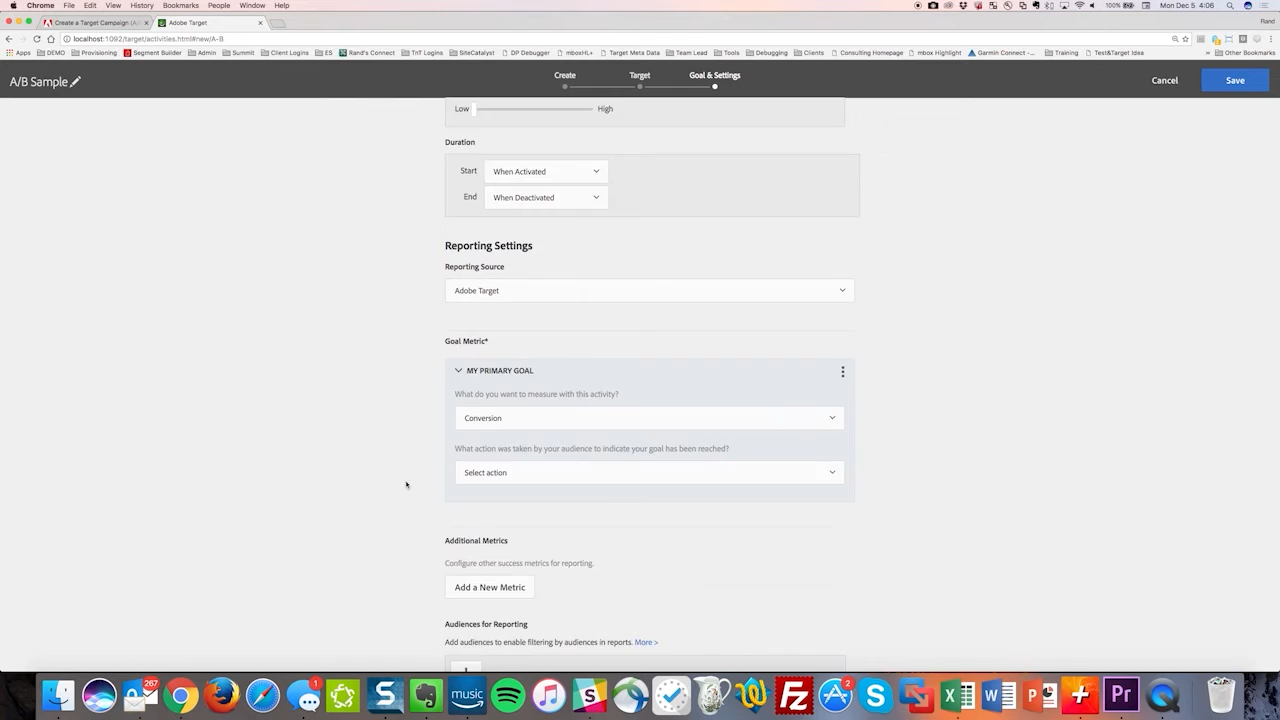 Chrome File Edit View History Bookmarks People Window Help 100% Mon Dec 5 4:06
Create a Target Campaign (A/ Adobe Target Rand
localhost:1092/target/activities.html#new/A-B
Apps DEMO Provisioning Segment Builder Admin Summit Client Logins ES Rand's Connect TnT Logins SiteCatalyst DP Debugger mboxHL+ Target Meta Data Team Lead Tools Debugging Clients Consulting Homepage mbox Highlight Garmin Connect -... Training Test&Target Idea » Other Bookmarks
A/B Sample Create Target Goal & Settings Cancel Save
Low High
Duration
Start When Activated
End When Deactivated
Reporting Settings
Reporting Source
Adobe Target
Goal Metric*
MY PRIMARY GOAL
What do you want to measure with this activity?
Conversion
What action was taken by your audience to indicate your goal has been reached?
Select action
Additional Metrics
Configure other success metrics for reporting.
Add a New Metric
Audiences for Reporting
Add audiences to enable filtering by audiences in reports. More >
267 1 music 2 Pr